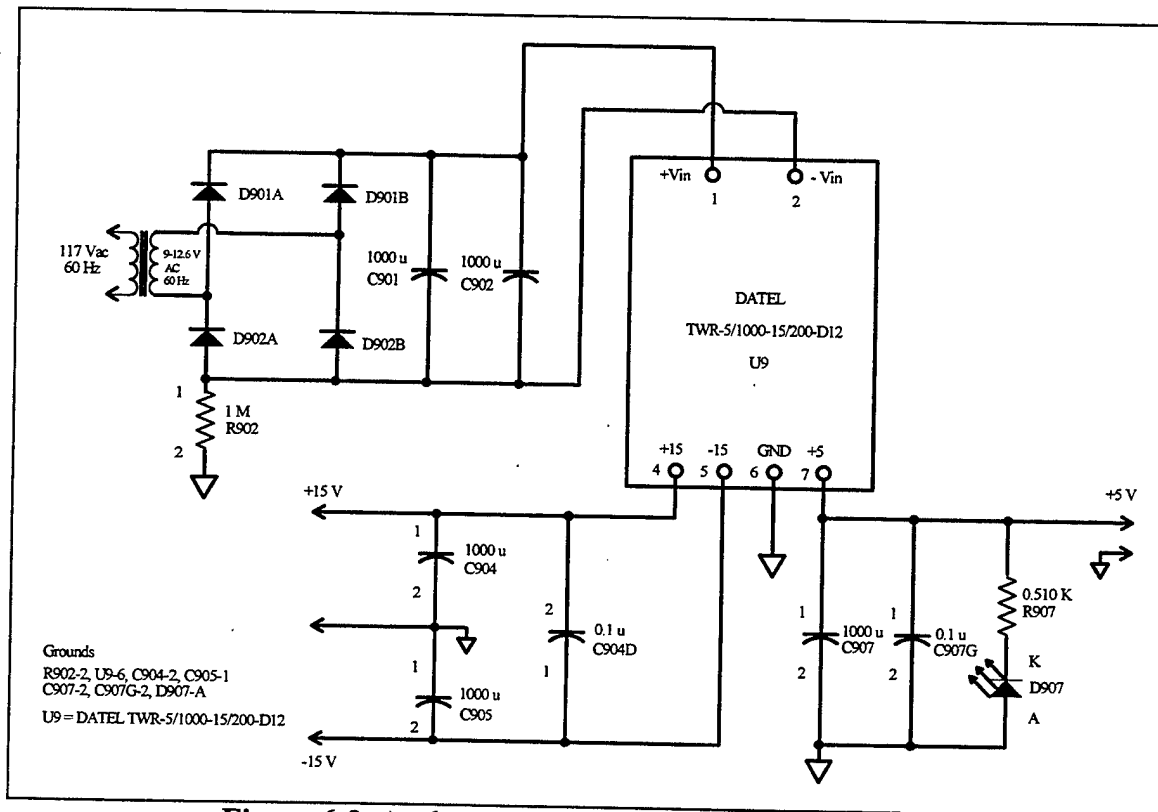 +Vin
- Vin
1
2
D901A
D901B
117 Vac
60 Hz
9-12.6 V
AC
60 Hz
1000 u
C901
1000 u
C902
DATEL
TWR-5/1000-15/200-D12
U9
D902A
D902B
1
1 M
R902
2
+15
-15
GND
+5
4
5
6
7
+15 V
+5 V
1
1000 u
C904
2
2
0.1 u
C904D
1
1
1000 u
C905
2
-15 V
1
1000 u
C907
2
1
0.1 u
C907G
2
0.510 K
R907
K
D907
A
Grounds
R902-2, U9-6, C904-2, C905-1
C907-2, C907G-2, D907-A
U9 = DATEL TWR-5/1000-15/200-D12